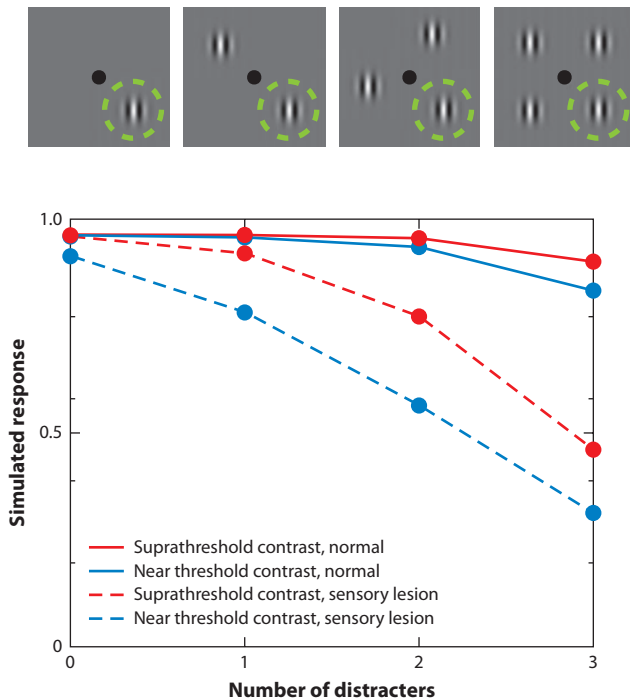 1.0
0.5
0
Simulated response
Suprathreshold contrast, normal
Near threshold contrast, normal
Suprathreshold contrast, sensory lesion
Near threshold contrast, sensory lesion
0 1 2 3
Number of distracters